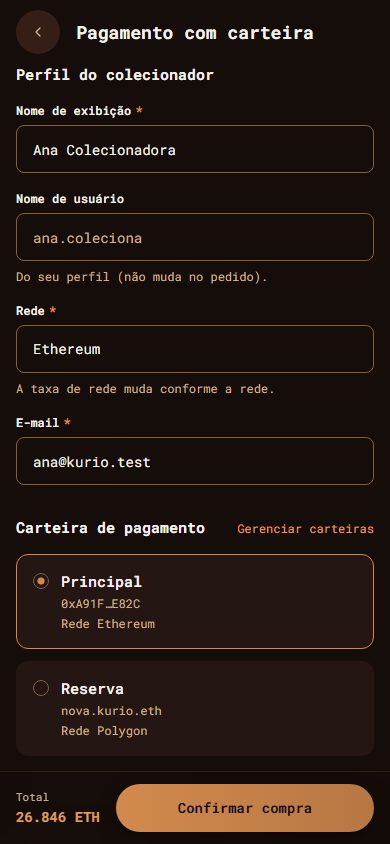 Pagamento com carteira
Perfil do colecionador
Nome de exibição *
Ana Colecionadora
Nome de usuário
ana.coleciona
Do seu perfil (não muda no pedido).
Rede *
Ethereum
A taxa de rede muda conforme a rede.
E-mail *
ana@kurio.test
Carteira de pagamento
Gerenciar carteiras
Principal
0xA91F…E82C
Rede Ethereum
Reserva
nova.kurio.eth
Rede Polygon
Total
26.846 ETH
Confirmar compra